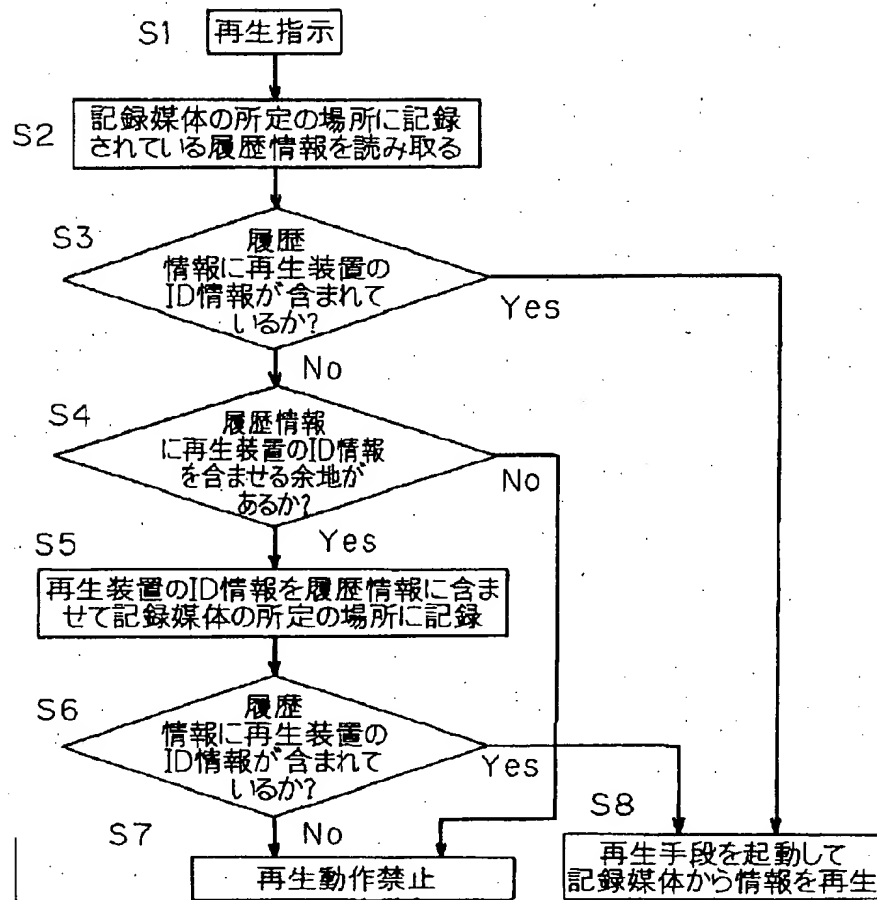 S1
再生指示
S2
記録媒体の所定の場所に記録
されている履歴情報を読み取る
S3
履歴
情報に再生装置の
ID情報が含まれて
いるか?
Yes
No
S4
履歴情報
に再生装置のID情報
を含ませる余地が
あるか?
No
Yes
S5
再生装置のID情報を履歴情報に含ま
せて記録媒体の所定の場所に記録
S6
履歴
情報に再生装置の
ID情報が含まれて
いるか?
Yes
No
S7
再生動作禁止
S8
再生手段を起動して
記録媒体から情報を再生